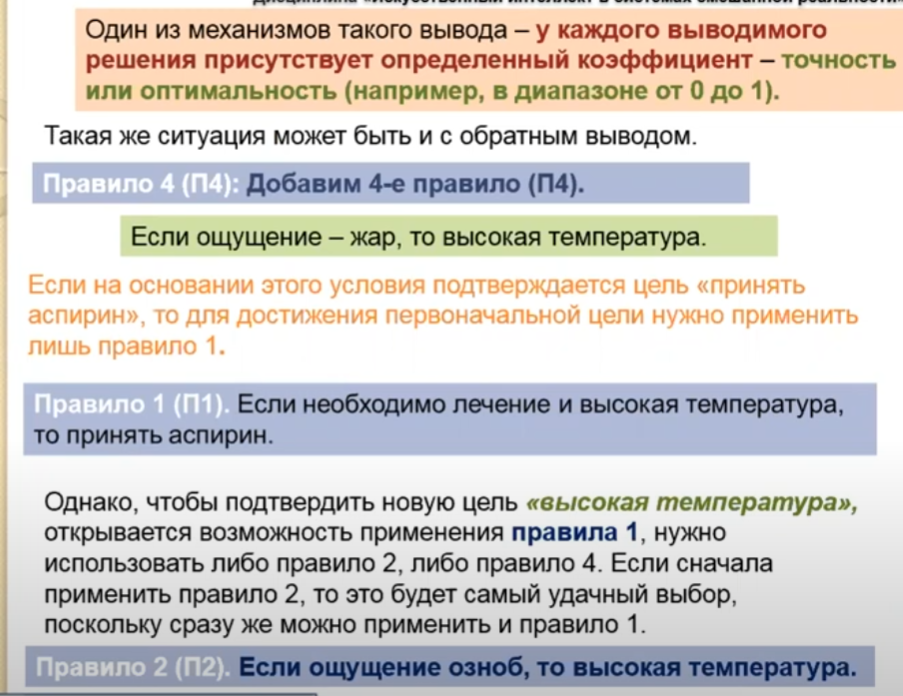 Дисциплина «Искусственный интеллект в системах смешанной реальности»
Один из механизмов такого вывода – у каждого выводимого
решения присутствует определенный коэффициент – точность
или оптимальность (например, в диапазоне от 0 до 1).
Такая же ситуация может быть и с обратным выводом.
Правило 4 (П4): Добавим 4-е правило (П4).
Если ощущение – жар, то высокая температура.
Если на основании этого условия подтверждается цель «принять
аспирин», то для достижения первоначальной цели нужно применить
лишь правило 1.
Правило 1 (П1). Если необходимо лечение и высокая температура,
то принять аспирин.
Однако, чтобы подтвердить новую цель «высокая температура»,
открывается возможность применения правила 1, нужно
использовать либо правило 2, либо правило 4. Если сначала
применить правило 2, то это будет самый удачный выбор,
поскольку сразу же можно применить и правило 1.
Правило 2 (П2). Если ощущение озноб, то высокая температура.